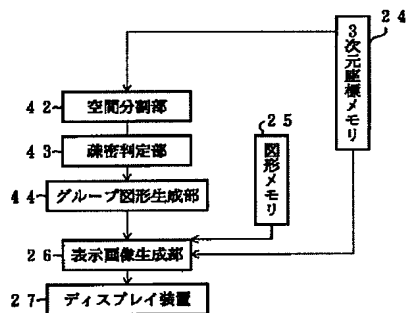 24
3次元座標メモリ
42
空間分割部
25
43
疎密判定部
図形メモリ
44
グループ図形生成部
26
表示画像生成部
27
ディスプレイ装置